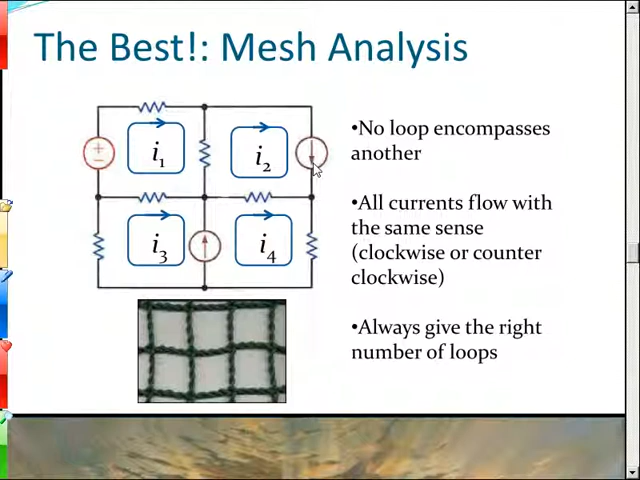 The Best!: Mesh Analysis
•No loop encompasses
another
•All currents flow with
the same sense
(clockwise or counter
clockwise)
•Always give the right
number of loops
+
−
i₁
i₂
i₃
i₄